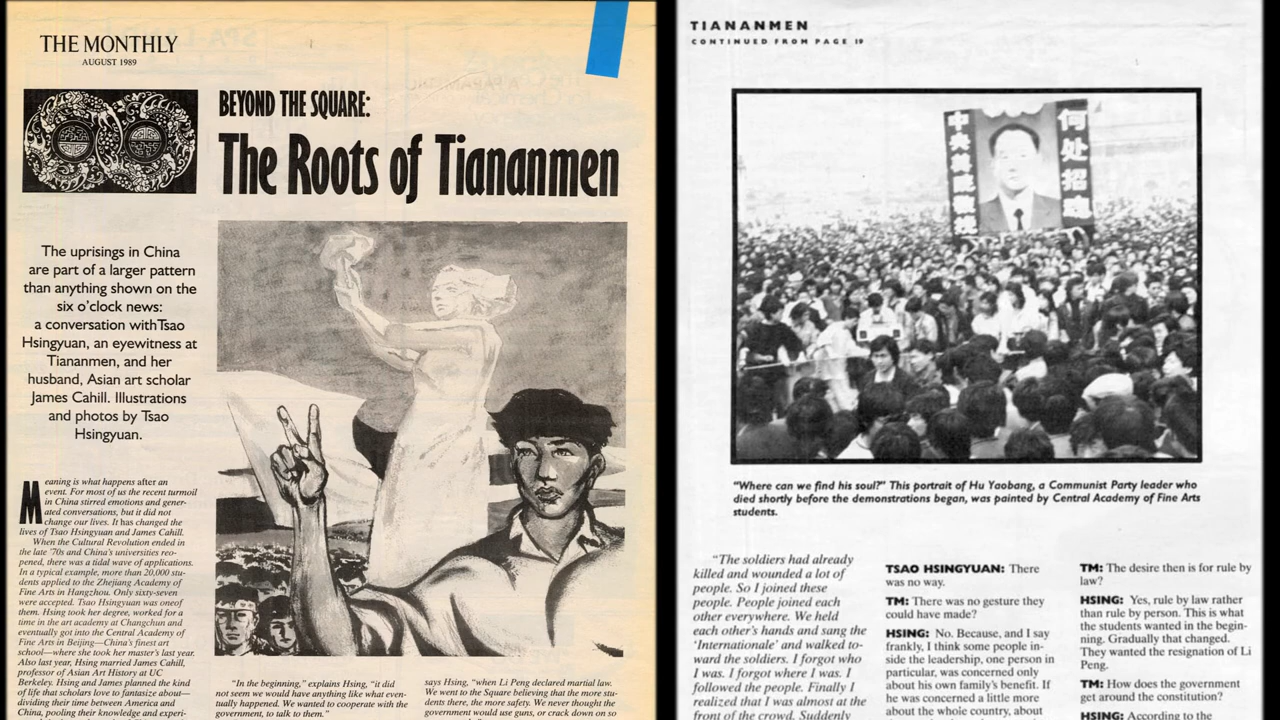 THE MONTHLY
AUGUST 1989
BEYOND THE SQUARE:
The Roots of Tiananmen
The uprisings in China
are part of a larger pattern
than anything shown on the
six o'clock news:
a conversation withTsao
Hsingyuan, an eyewitness at
Tiananmen, and her
husband, Asian art scholar
James Cahill. Illustrations
and photos by Tsao
Hsingyuan.
Meaning is what happens after an
event. For most of us the recent turmoil
in China stirred emotions and gener-
ated conversations, but it did not
change our lives. It has changed the
lives of Tsao Hsingyuan and James Cahill.
When the Cultural Revolution ended in
the late '70s and China's universities reo-
pened, there was a tidal wave of applications.
In a typical example, more than 20,000 stu-
dents applied to the Zhejiang Academy of
Fine Arts in Hangzhou. Only sixty-seven
were accepted. Tsao Hsingyuan was oneof
them. Hsing took her degree, worked for a
time in the art academy at Changchun and
eventually got into the Central Academy of
Fine Arts in Beijing—China's finest art
school—where she took her master's last year.
Also last year, Hsing married James Cahill,
professor of Asian Art History at UC
Berkeley. Hsing and James planned the kind
of life that scholars love to fantasize about—
dividing their time between America and
China, pooling their knowledge and experi-
"In the beginning," explains Hsing, "it did
not seem we would have anything like what even-
tually happened. We wanted to cooperate with the
government, to talk to them."
says Hsing, "when Li Peng declared martial law.
We went to the Square believing that the more stu-
dents there, the more safety. We never thought the
government would use guns, or crack down on so
TIANANMEN
CONTINUED FROM PAGE 19
中央美院敬挽
何处招魂
"Where can we find his soul?" This portrait of Hu Yaobang, a Communist Party leader who
died shortly before the demonstrations began, was painted by Central Academy of Fine Arts
students.
"The soldiers had already
killed and wounded a lot of
people. So I joined these
people. People joined each
other everywhere. We held
each other's hands and sang the
'Internationale' and walked to-
ward the soldiers. I forgot who
I was. I forgot where I was. I
followed the people. Finally I
realized that I was almost at the
front of the crowd. Suddenly
TSAO HSINGYUAN: There
was no way.
TM: There was no gesture they
could have made?
HSING: No. Because, and I say
frankly, I think some people in-
side the leadership, one person in
particular, was concerned only
about his own family's benefit. If
he was concerned a little more
about the whole country, about
TM: The desire then is for rule by
law?
HSING: Yes, rule by law rather
than rule by person. This is what
the students wanted in the begin-
ning. Gradually that changed.
They wanted the resignation of Li
Peng.
TM: How does the government
get around the constitution?
HSING: According to the